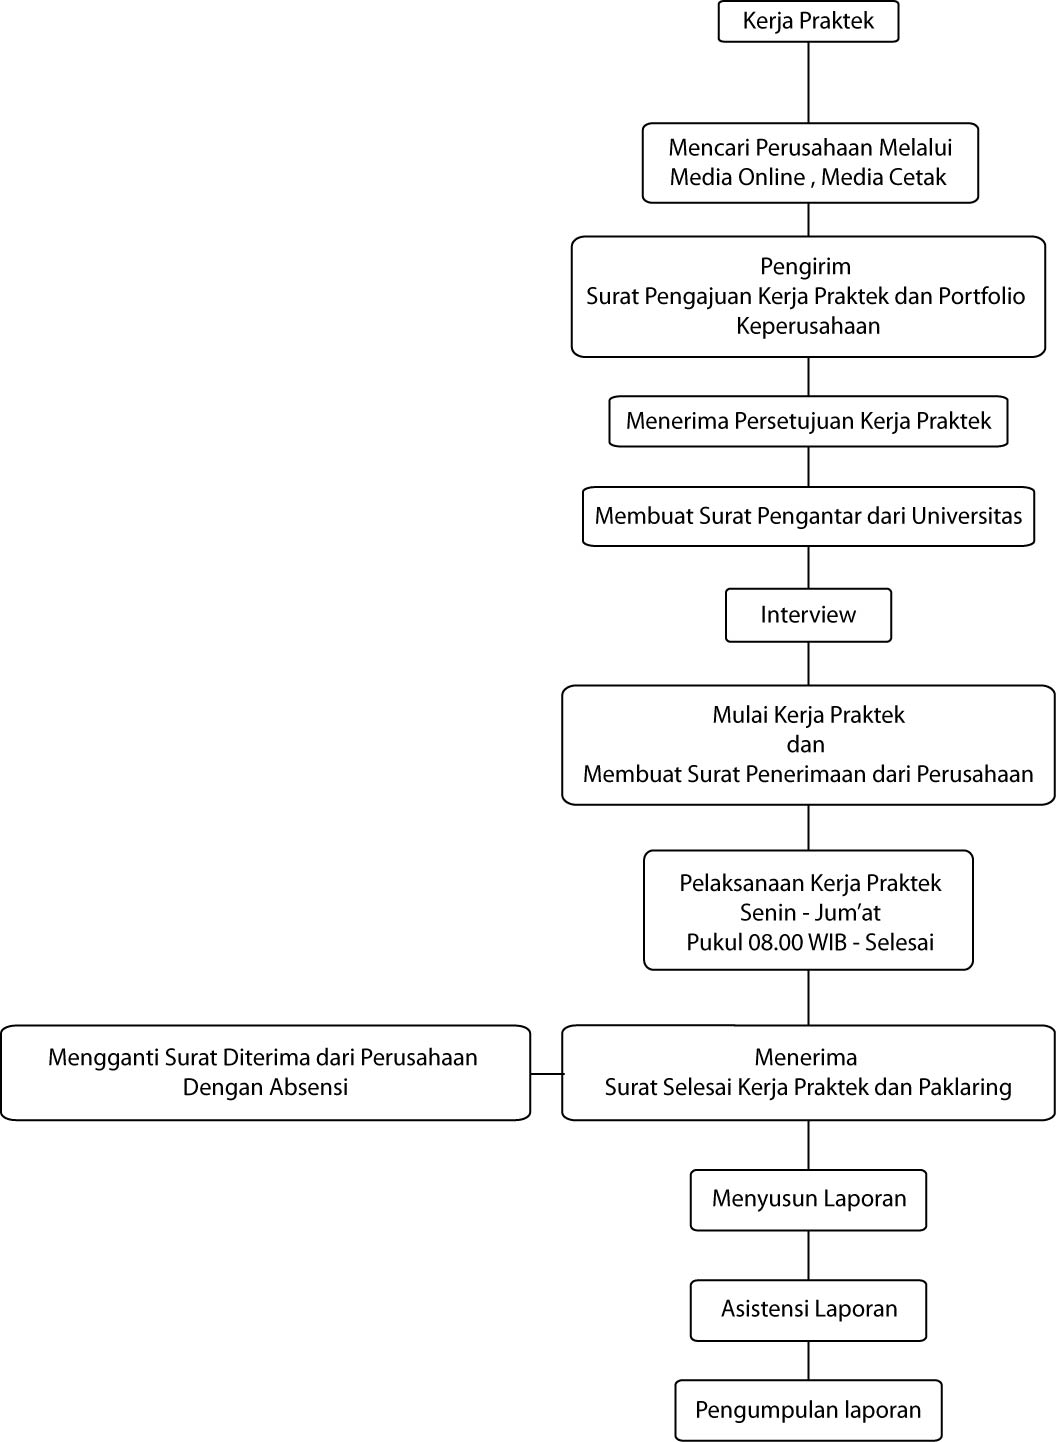 Kerja Praktek
Mencari Perusahaan Melalui
Media Online , Media Cetak
Pengirim
Surat Pengajuan Kerja Praktek dan Portfolio
Keperusahaan
Menerima Persetujuan Kerja Praktek
Membuat Surat Pengantar dari Universitas
Interview
Mulai Kerja Praktek
dan
Membuat Surat Penerimaan dari Perusahaan
Pelaksanaan Kerja Praktek
Senin - Jum’at
Pukul 08.00 WIB - Selesai
Mengganti Surat Diterima dari Perusahaan
Dengan Absensi
Menerima
Surat Selesai Kerja Praktek dan Paklaring
Menyusun Laporan
Asistensi Laporan
Pengumpulan laporan